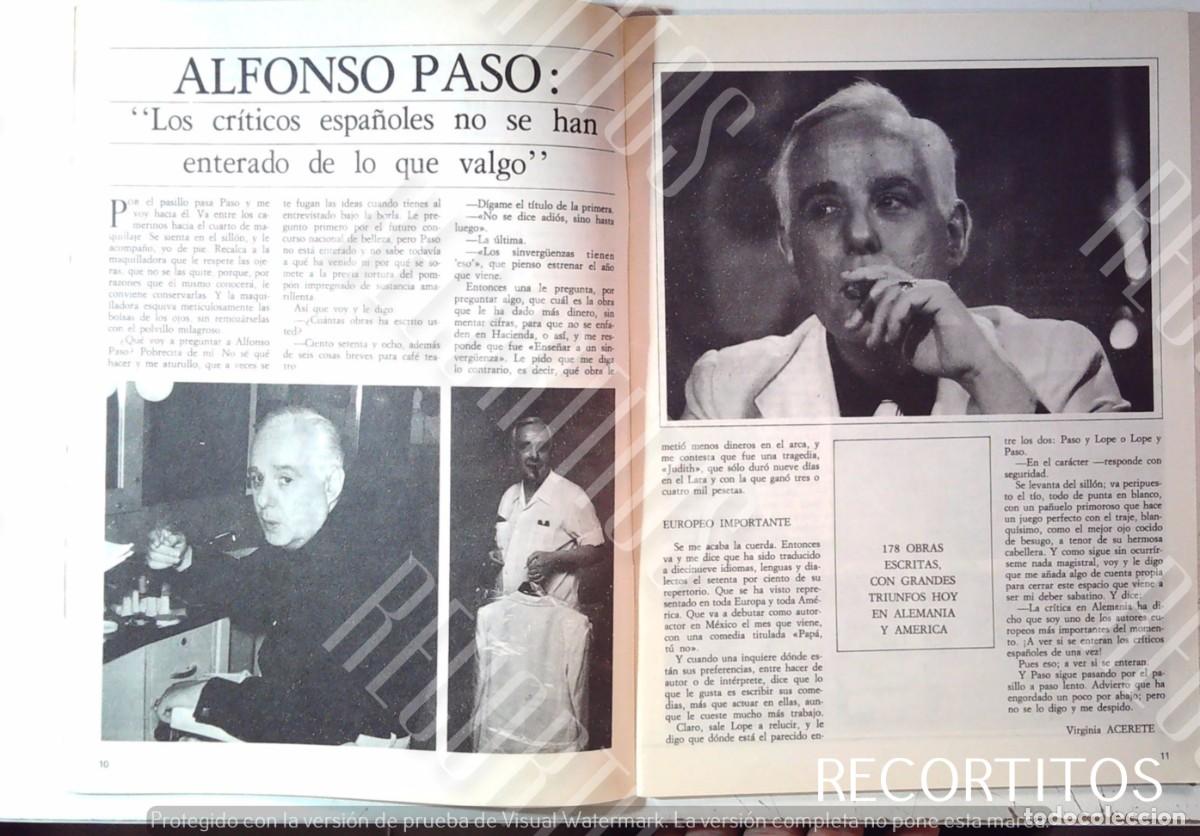 ALFONSO PASO:
“Los críticos españoles no se han
enterado de lo que valgo”
Por el pasillo pasa Paso y me
voy hacia él. Va entre los ca-
merinos hacia el cuarto de ma-
quillaje. Se sienta en el sillón, y le
acompaño, yo de pie. Recalca a la
maquilladora que le respete las oje-
ras, que no se las quite, porque, por
razones que él mismo conocerá, le
conviene conservarlas. Y la maqui-
lladora esquiva meticulosamente las
bolsas de los ojos, sin remozárselas
con el polvillo milagroso.
¿Qué voy a preguntar a Alfonso
Paso? Pobrecita de mí. No sé qué
hacer y me aturullo, que a veces se
te fugan las ideas cuando tienes al
entrevistado bajo la borla. Le pre-
gunto primero por el futuro con-
curso nacional de belleza, pero Paso
no está enterado y no sabe todavía
a qué ha venido ni por qué se so-
mete a la previa tortura del pom-
pon impregnado de sustancia ama-
rillenta.
Así que voy y le digo
—¿Cuántas obras ha escrito us-
ted?
—Ciento setenta y ocho, además
de seis cosas breves para café tea-
tro
—Dígame el título de la primera.
—«No se dice adiós, sino hasta
luego».
—La última.
—«Los sinvergüenzas tienen
'eso'», que pienso estrenar el año
que viene.
Entonces una le pregunta, por
preguntar algo, que cuál es la obra
que le ha dado más dinero, sin
mentar cifras, para que no se enfa-
den en Hacienda, o así, y me res-
ponde que fue «Enseñar a un sin-
vergüenza». Le pido que me diga
lo contrario, es decir, qué obra le
10
metió menos dineros en el arca, y
me contesta que fue una tragedia,
«Judith», que sólo duró nueve días
en el Lara y con la que ganó tres o
cuatro mil pesetas.
EUROPEO IMPORTANTE
Se me acaba la cuerda. Entonces
va y me dice que ha sido traducido
a diecinueve idiomas, lenguas y dia-
lectos el setenta por ciento de su
repertorio. Que se ha visto repre-
sentado en toda Europa y toda Amé-
rica. Que va a debutar como autor-
actor en México el mes que viene,
con una comedia titulada «Papá,
tú no».
Y cuando una inquiere dónde es-
tán sus preferencias, entre hacer de
autor o de intérprete, dice que lo
que le gusta es escribir sus come-
dias, más que actuar en ellas, aun-
que le cueste mucho más trabajo.
Claro, sale Lope a relucir, y le
digo que dónde está el parecido en-
178 OBRAS
ESCRITAS,
CON GRANDES
TRIUNFOS HOY
EN ALEMANIA
Y AMERICA
tre los dos: Paso y Lope o Lope y
Paso.
—En el carácter —responde con
seguridad.
Se levanta del sillón; va peripues-
to el tío, todo de punta en blanco,
con un pañuelo primoroso que hace
un juego perfecto con el traje, blan-
quísimo, como el mejor ojo cocido
de besugo, a tenor de su hermosa
cabellera. Y como sigue sin ocurrír-
seme nada magistral, voy y le digo
que me añada algo de cuenta propia
para cerrar este espacio que viene a
ser mi deber sabatino. Y dice:
—La crítica en Alemania ha di-
cho que soy uno de los autores eu-
ropeos más importantes del momen-
to. ¡A ver si se enteran los críticos
españoles de una vez!
Pues eso; a ver si se enteran.
Y Paso sigue pasando por el pa-
sillo a paso lento. Advierto que ha
engordado un poco por abajo; pero
no se lo digo y me despido.
Virginia ACERETE
11
RECORTITOS
todocoleccion
Protegido con la versión de prueba de Visual Watermark. La versión completa no pone esta marca